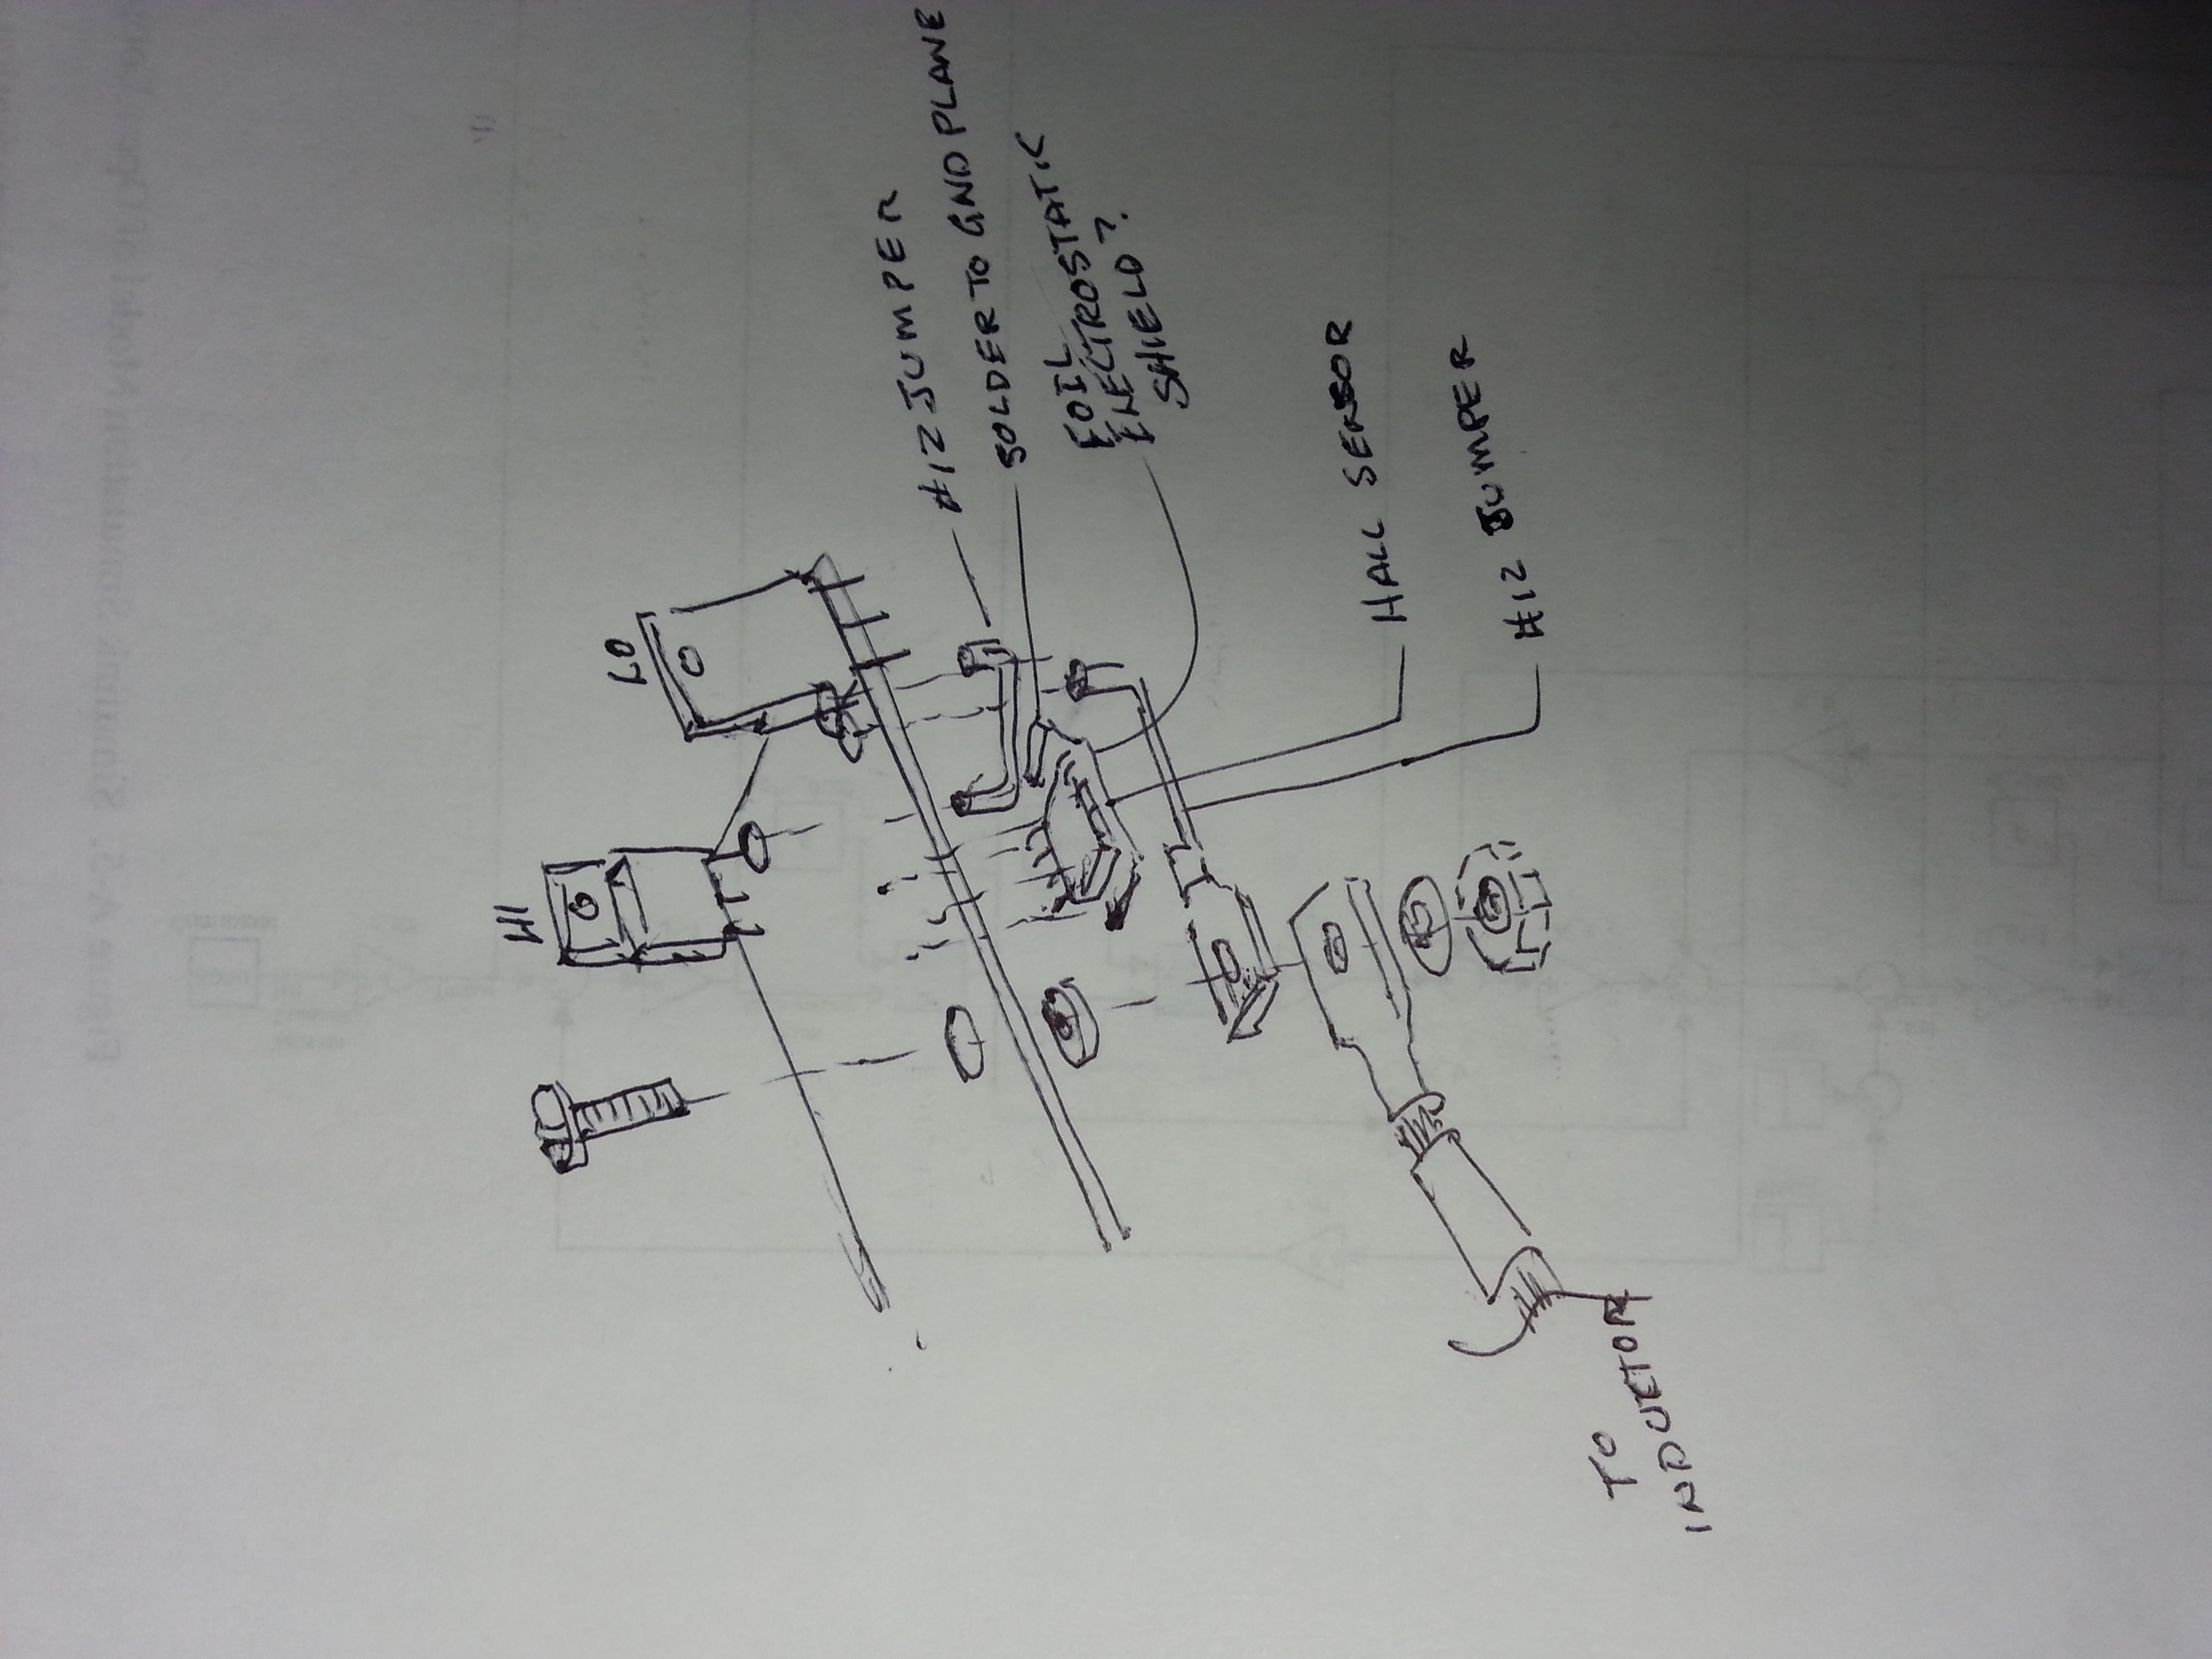 HI
LO
#12 JUMPER
SOLDER TO GND PLANE
FOIL
ELECTROSTATIC
SHIELD?
HALL SENSOR
#12 JUMPER
TO
INDUCTOR